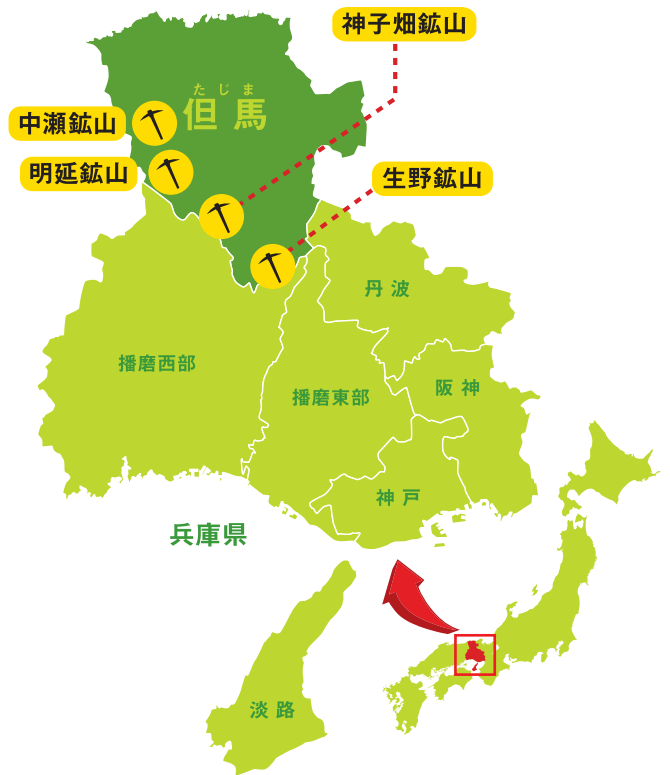 神子畑鉱山
たじま
但馬
中瀬鉱山
明延鉱山
生野鉱山
丹波
播磨西部
播磨東部
阪神
神戸
兵庫県
淡路